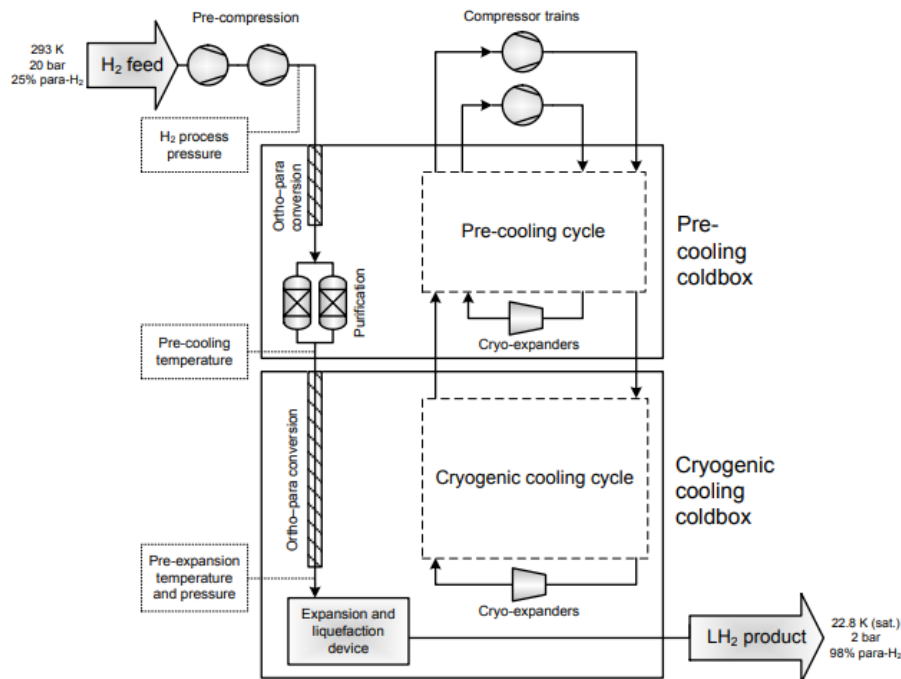 Pre-compression
Compressor trains
293 K
20 bar
25% para-H₂
H₂ feed
H₂ process
pressure
Ortho–para
conversion
Pre-cooling cycle
Pre-
cooling
coldbox
Purification
Cryo-expanders
Pre-cooling
temperature
Ortho-para conversion
Cryogenic cooling cycle
Cryogenic
cooling
coldbox
Pre-expansion
temperature
and pressure
Cryo-expanders
Expansion and
liquefaction
device
LH₂ product
22.8 K (sat.)
2 bar
98% para-H₂